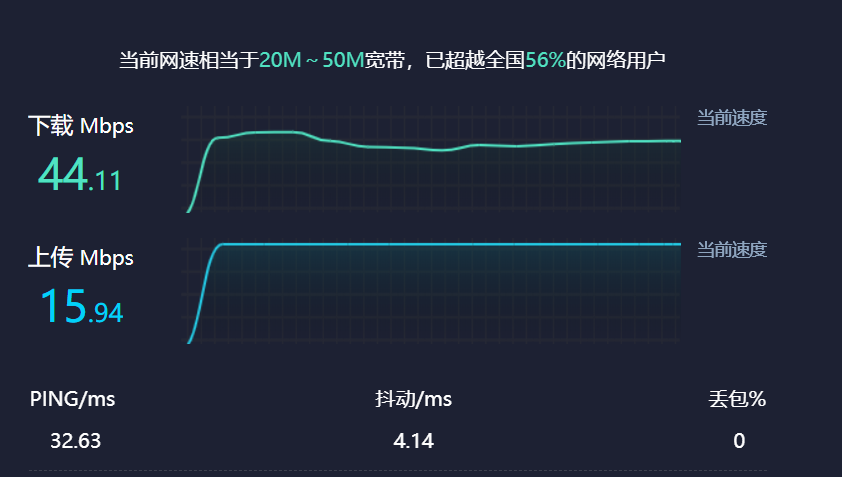 当前网速相当于20M～50M宽带，已超越全国56%的网络用户
下载 Mbps
44.11
当前速度
上传 Mbps
15.94
当前速度
PING/ms 抖动/ms 丢包%
32.63 4.14 0